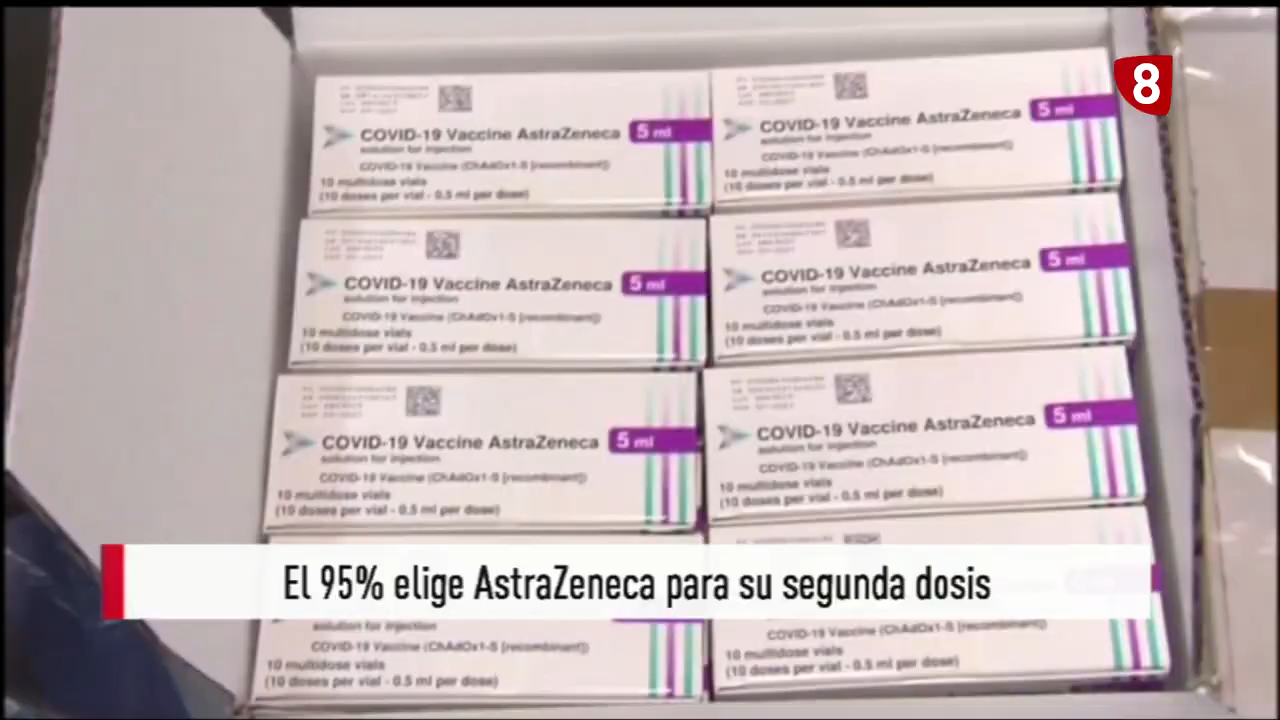 8
COVID-19 Vaccine AstraZeneca 5 ml
solution for injection
COVID-19 Vaccine (ChAdOx1-S [recombinant])
10 multidose vials
(10 doses per vial - 0.5 ml per dose)
COVID-19 Vaccine AstraZeneca 5 ml
solution for injection
COVID-19 Vaccine (ChAdOx1-S [recombinant])
10 multidose vials
(10 doses per vial - 0.5 ml per dose)
COVID-19 Vaccine AstraZeneca 5 ml
solution for injection
COVID-19 Vaccine (ChAdOx1-S [recombinant])
10 multidose vials
(10 doses per vial - 0.5 ml per dose)
COVID-19 Vaccine AstraZeneca 5 ml
solution for injection
COVID-19 Vaccine (ChAdOx1-S [recombinant])
10 multidose vials
(10 doses per vial - 0.5 ml per dose)
COVID-19 Vaccine AstraZeneca 5 ml
solution for injection
COVID-19 Vaccine (ChAdOx1-S [recombinant])
10 multidose vials
(10 doses per vial - 0.5 ml per dose)
COVID-19 Vaccine AstraZeneca 5 ml
solution for injection
COVID-19 Vaccine (ChAdOx1-S [recombinant])
10 multidose vials
(10 doses per vial - 0.5 ml per dose)
El 95% elige AstraZeneca para su segunda dosis
solution for injection
COVID-19 Vaccine (ChAdOx1-S [recombinant])
10 multidose vials
(10 doses per vial - 0.5 ml per dose)
COVID-19 Vaccine (ChAdOx1-S [recombinant])
10 multidose vials
(10 doses per vial - 0.5 ml per dose)